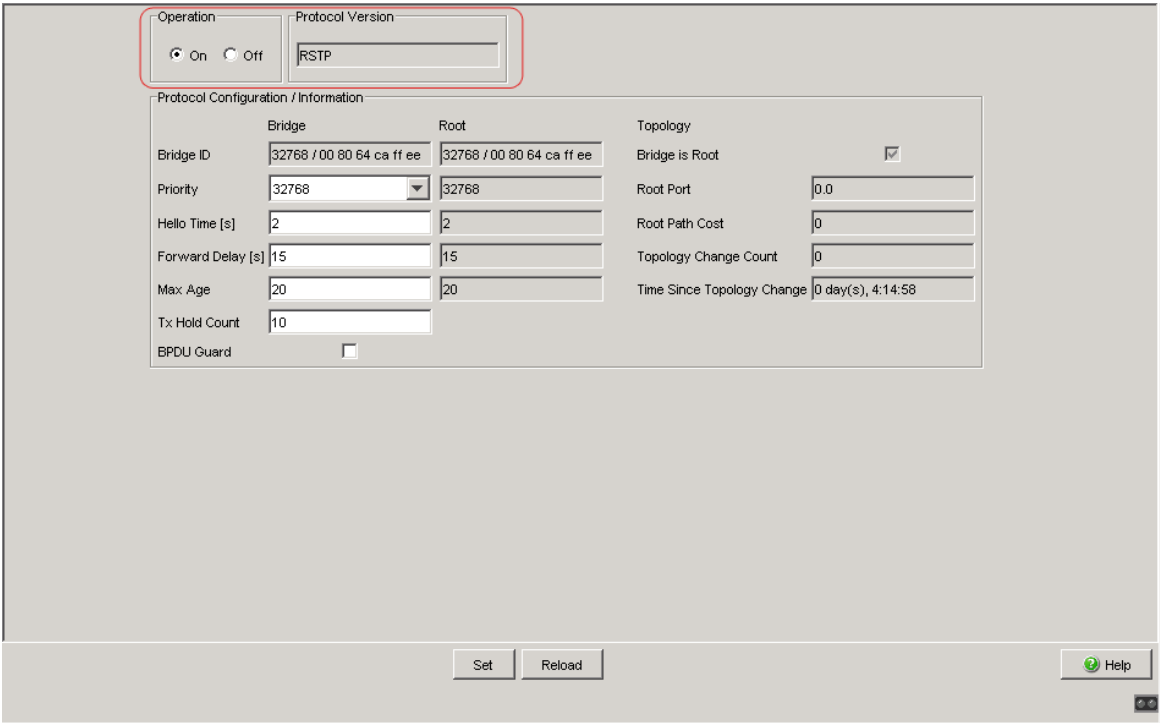 Operation Protocol Version
On Off RSTP
Protocol Configuration / Information
Bridge Root Topology
Bridge ID 32768 / 00 80 64 ca ff ee 32768 / 00 80 64 ca ff ee Bridge is Root
Priority 32768 32768 Root Port 0.0
Hello Time [s] 2 2 Root Path Cost 0
Forward Delay [s] 15 15 Topology Change Count 0
Max Age 20 20 Time Since Topology Change 0 day(s), 4:14:58
Tx Hold Count 10
BPDU Guard
Set Reload Help